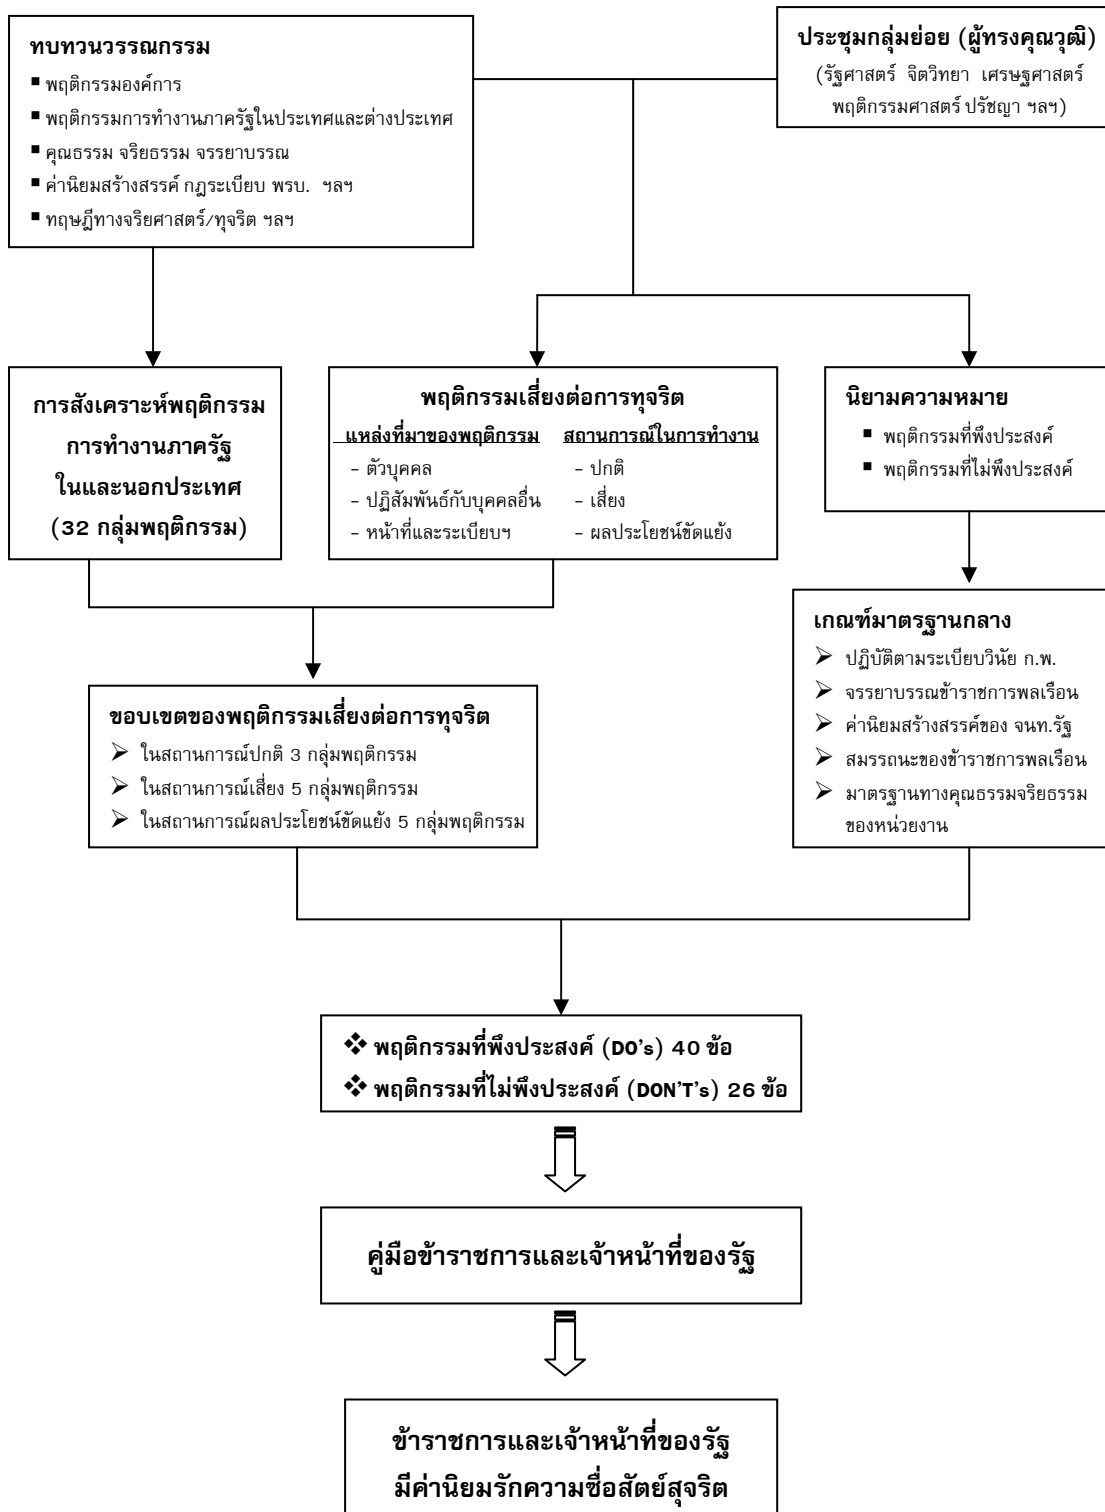 ทบทวนวรรณกรรม
▪ พฤติกรรมองค์การ
▪ พฤติกรรมการทำงานภาครัฐในประเทศและต่างประเทศ
▪ คุณธรรม จริยธรรม จรรยาบรรณ
▪ ค่านิยมสร้างสรรค์ กฎระเบียบ พรบ. ฯลฯ
▪ ทฤษฎีทางจริยศาสตร์/ทุจริต ฯลฯ
ประชุมกลุ่มย่อย (ผู้ทรงคุณวุฒิ)
(รัฐศาสตร์ จิตวิทยา เศรษฐศาสตร์
พฤติกรรมศาสตร์ ปรัชญา ฯลฯ)
การสังเคราะห์พฤติกรรม
การทำงานภาครัฐ
ในและนอกประเทศ
(32 กลุ่มพฤติกรรม)
พฤติกรรมเสี่ยงต่อการทุจริต
แหล่งที่มาของพฤติกรรม สถานการณ์ในการทำงาน
- ตัวบุคคล - ปกติ
- ปฏิสัมพันธ์กับบุคคลอื่น - เสี่ยง
- หน้าที่และระเบียบฯ - ผลประโยชน์ขัดแย้ง
นิยามความหมาย
▪ พฤติกรรมที่พึงประสงค์
▪ พฤติกรรมที่ไม่พึงประสงค์
เกณฑ์มาตรฐานกลาง
➢ ปฏิบัติตามระเบียบวินัย ก.พ.
➢ จรรยาบรรณข้าราชการพลเรือน
➢ ค่านิยมสร้างสรรค์ของ จนท.รัฐ
➢ สมรรถนะของข้าราชการพลเรือน
➢ มาตรฐานทางคุณธรรมจริยธรรม
ของหน่วยงาน
ขอบเขตของพฤติกรรมเสี่ยงต่อการทุจริต
➢ ในสถานการณ์ปกติ 3 กลุ่มพฤติกรรม
➢ ในสถานการณ์เสี่ยง 5 กลุ่มพฤติกรรม
➢ ในสถานการณ์ผลประโยชน์ขัดแย้ง 5 กลุ่มพฤติกรรม
❖ พฤติกรรมที่พึงประสงค์ (DO's) 40 ข้อ
❖ พฤติกรรมที่ไม่พึงประสงค์ (DON'T's) 26 ข้อ
คู่มือข้าราชการและเจ้าหน้าที่ของรัฐ
ข้าราชการและเจ้าหน้าที่ของรัฐ
มีค่านิยมรักความซื่อสัตย์สุจริต